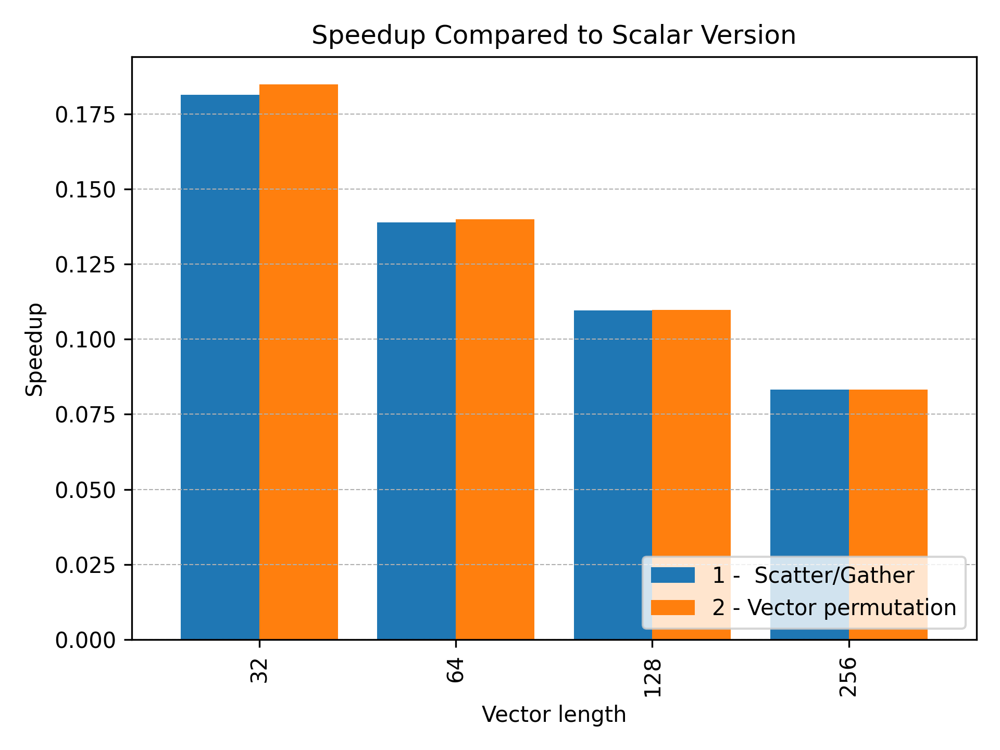 Speedup Compared to Scalar Version
Speedup
0.175
0.150
0.125
0.100
0.075
0.050
0.025
0.000
1 -  Scatter/Gather
2 - Vector permutation
32
64
128
256
Vector length